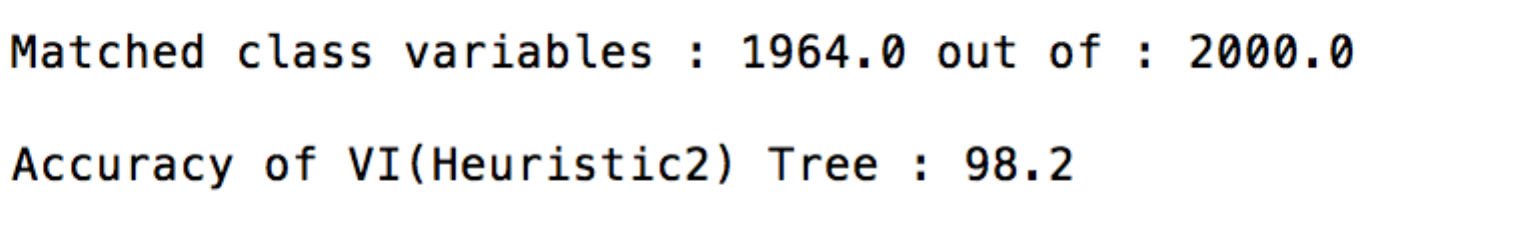 Matched class variables : 1964.0 out of : 2000.0
Accuracy of VI(Heuristic2) Tree : 98.2